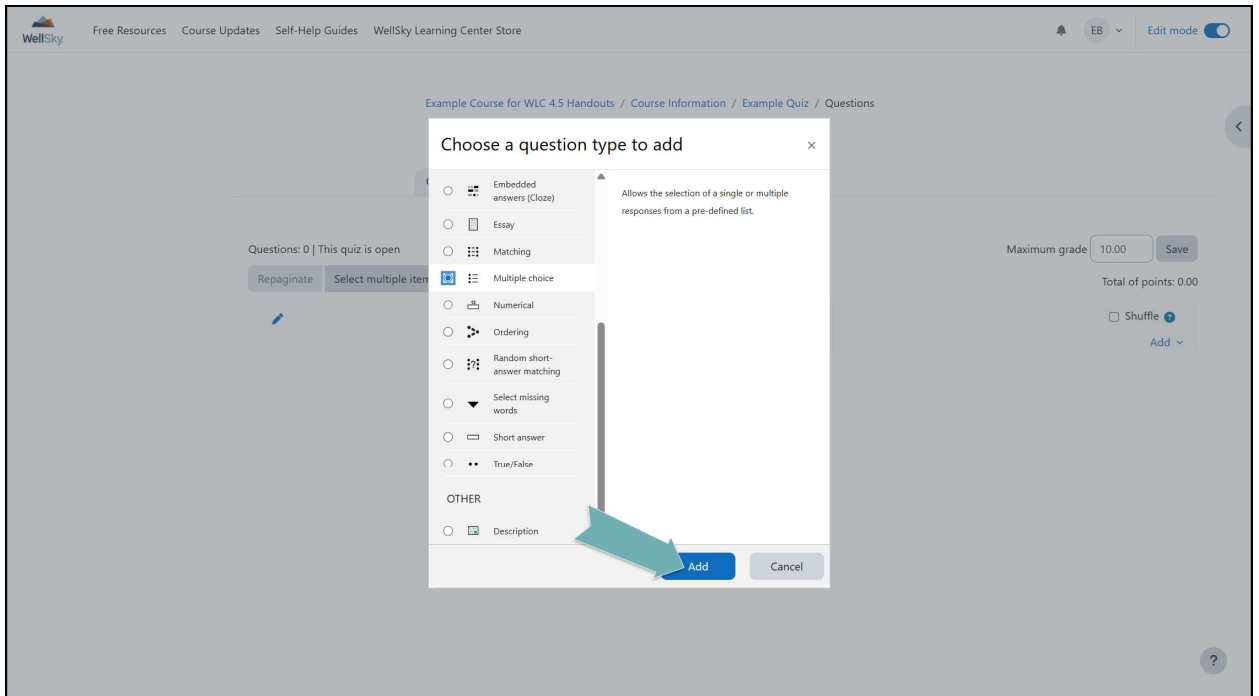 WellSky.
Free Resources Course Updates Self-Help Guides WellSky Learning Center Store EB Edit mode
Example Course for WLC 4.5 Handouts / Course Information / Example Quiz / Questions
Choose a question type to add ×
Embedded
answers (Cloze)
Essay
Matching
Multiple choice
Numerical
Ordering
Random short-
answer matching
Select missing
words
Short answer
True/False
OTHER
Description
Allows the selection of a single or multiple
responses from a pre-defined list.
Add Cancel
Questions: 0 | This quiz is open
Repaginate Select multiple item
Maximum grade 10.00 Save
Total of points: 0.00
Shuffle ?
Add
?